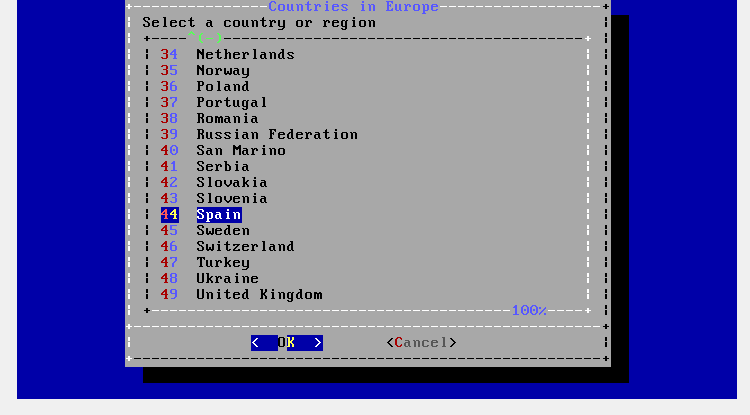 Countries in Europe
Select a country or region
^(-)
34 Netherlands
35 Norway
36 Poland
37 Portugal
38 Romania
39 Russian Federation
40 San Marino
41 Serbia
42 Slovakia
43 Slovenia
44 Spain
45 Sweden
46 Switzerland
47 Turkey
48 Ukraine
49 United Kingdom
100%
< OK > <Cancel>